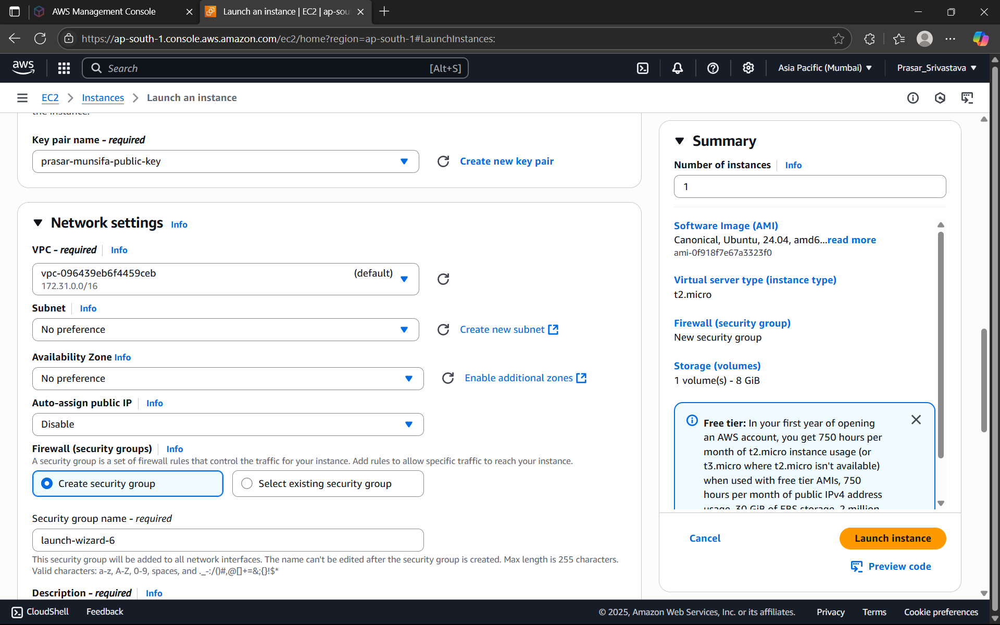 AWS Management Console
Launch an instance | EC2 | ap-sou
https://ap-south-1.console.aws.amazon.com/ec2/home?region=ap-south-1#LaunchInstances:
aws
Search
[Alt+S]
Asia Pacific (Mumbai)
Prasar_Srivastava
EC2
Instances
Launch an instance
the instance.
Key pair name - required
prasar-munsifa-public-key
Create new key pair
Network settings Info
VPC - required Info
vpc-096439eb6f4459ceb (default)
172.31.0.0/16
Subnet Info
No preference
Create new subnet
Availability Zone Info
No preference
Enable additional zones
Auto-assign public IP Info
Disable
Firewall (security groups) Info
A security group is a set of firewall rules that control the traffic for your instance. Add rules to allow specific traffic to reach your instance.
Create security group
Select existing security group
Security group name - required
launch-wizard-6
This security group will be added to all network interfaces. The name can't be edited after the security group is created. Max length is 255 characters.
Valid characters: a-z, A-Z, 0-9, spaces, and ._-:/()#,@[]+=&;{}!$*
Description - required Info
Summary
Number of instances Info
1
Software Image (AMI)
Canonical, Ubuntu, 24.04, amd6...read more
ami-0f918f7e67a3323f0
Virtual server type (instance type)
t2.micro
Firewall (security group)
New security group
Storage (volumes)
1 volume(s) - 8 GiB
Free tier: In your first year of opening
an AWS account, you get 750 hours per
month of t2.micro instance usage (or
t3.micro where t2.micro isn't available)
when used with free tier AMIs, 750
hours per month of public IPv4 address
usage, 30 GiB of EBS storage, 2 million
Cancel
Launch instance
Preview code
CloudShell
Feedback
© 2025, Amazon Web Services, Inc. or its affiliates.
Privacy
Terms
Cookie preferences